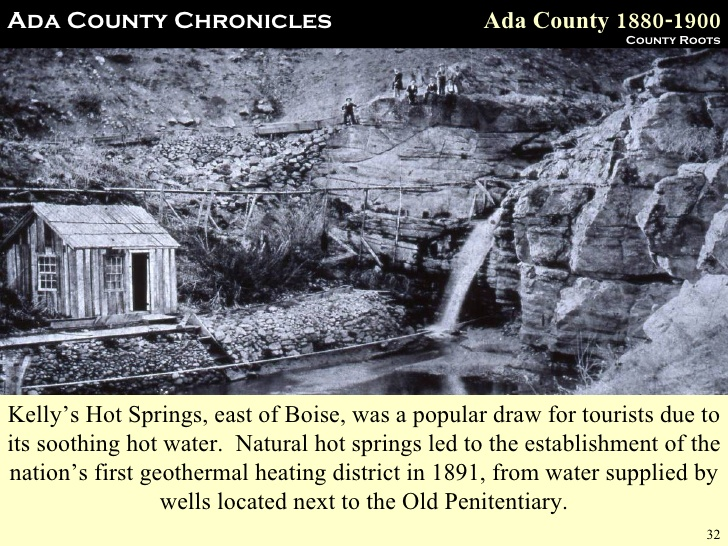 Ada County Chronicles
Ada County 1880-1900
County Roots
Kelly’s Hot Springs, east of Boise, was a popular draw for tourists due to
its soothing hot water.  Natural hot springs led to the establishment of the
nation’s first geothermal heating district in 1891, from water supplied by
wells located next to the Old Penitentiary.
32